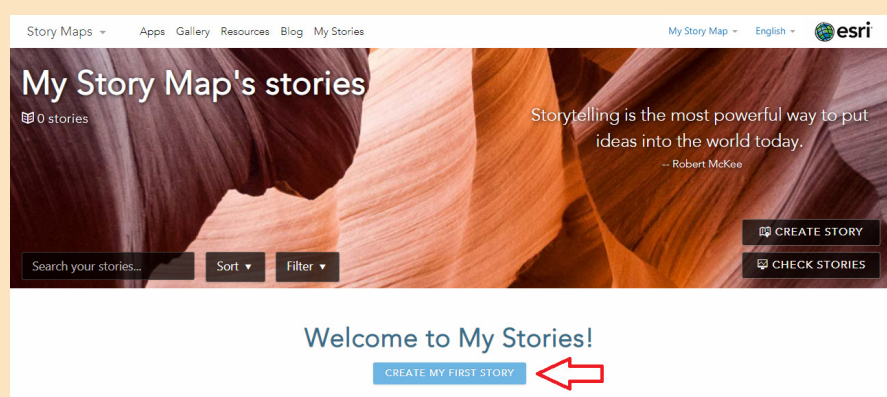 Story Maps Apps Gallery Resources Blog My Stories My Story Map English esri
My Story Map's stories
0 stories
Storytelling is the most powerful way to put
ideas into the world today.
-- Robert McKee
CREATE STORY
Search your stories... Sort Filter CHECK STORIES
Welcome to My Stories!
CREATE MY FIRST STORY